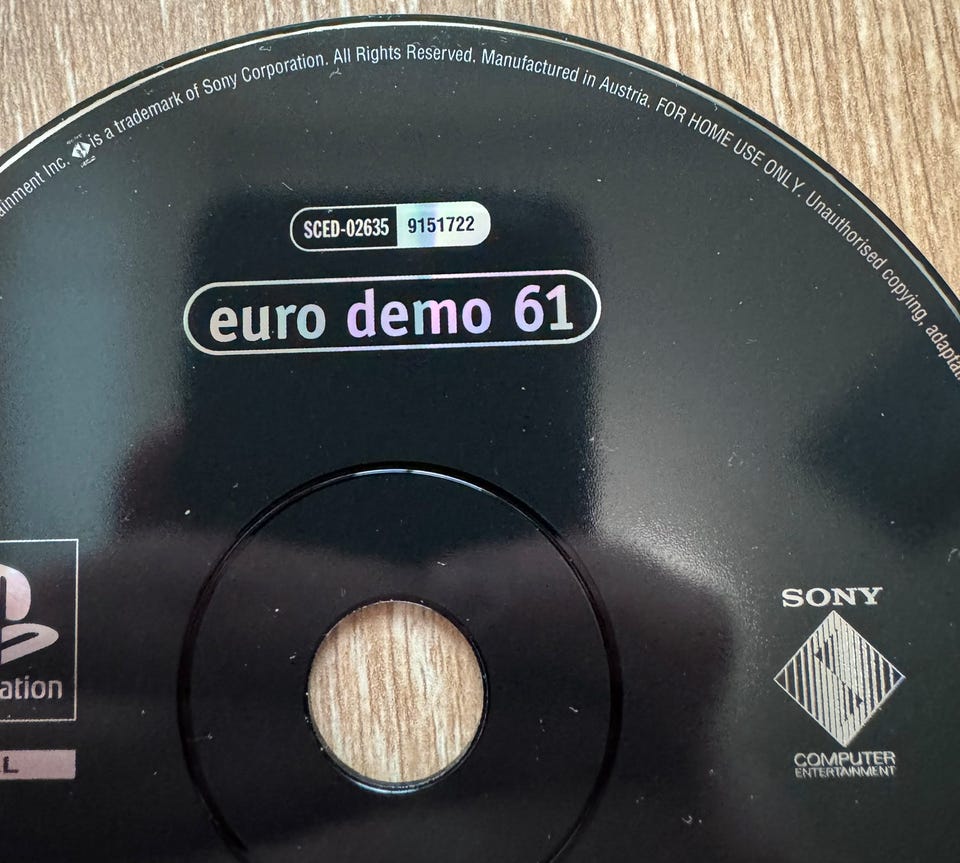 ainment Inc. is a trademark of Sony Corporation. All Rights Reserved. Manufactured in Austria. FOR HOME USE ONLY. Unauthorised copying, adaptat
SCED-02635 9151722
euro demo 61
ation
L
SONY
COMPUTER
ENTERTAINMENT